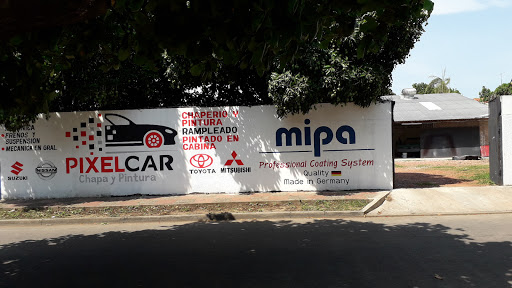 FRENOS Y
SUSPENSION
MECANICA EN GRAL.
SUZUKI
NISSAN
PIXELCAR
Chapa y Pintura
CHAPERIO Y
PINTURA
RAMPLEADO
PINTADO EN
CABINA
TOYOTA
MITSUBISHI
mipa
Professional Coating System
Quality
Made in Germany